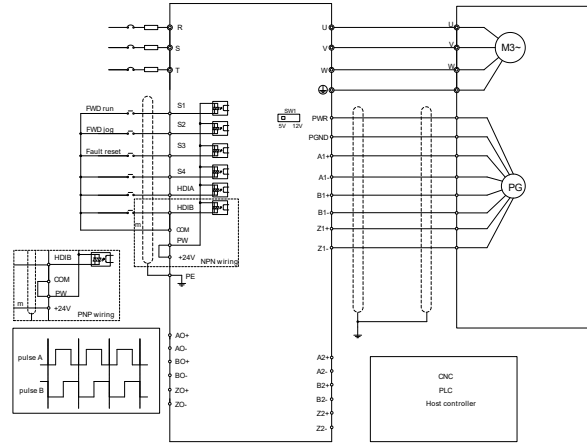 R
S
T
U
V
W
U
V
W
M3~
FWD run
FWD jog
Fault reset
S1
S2
S3
S4
HDIA
HDIB
m
COM
PW
+24V
NPN wiring
PE
SW1
5V 12V
PWR
PGND
A1+
A1-
B1+
B1-
Z1+
Z1-
PG
HDIB
COM
PW
m
+24V
PNP wiring
pulse A
pulse B
AO+
AO-
BO+
BO-
ZO+
ZO-
A2+
A2-
B2+
B2-
Z2+
Z2-
CNC
PLC
Host controller